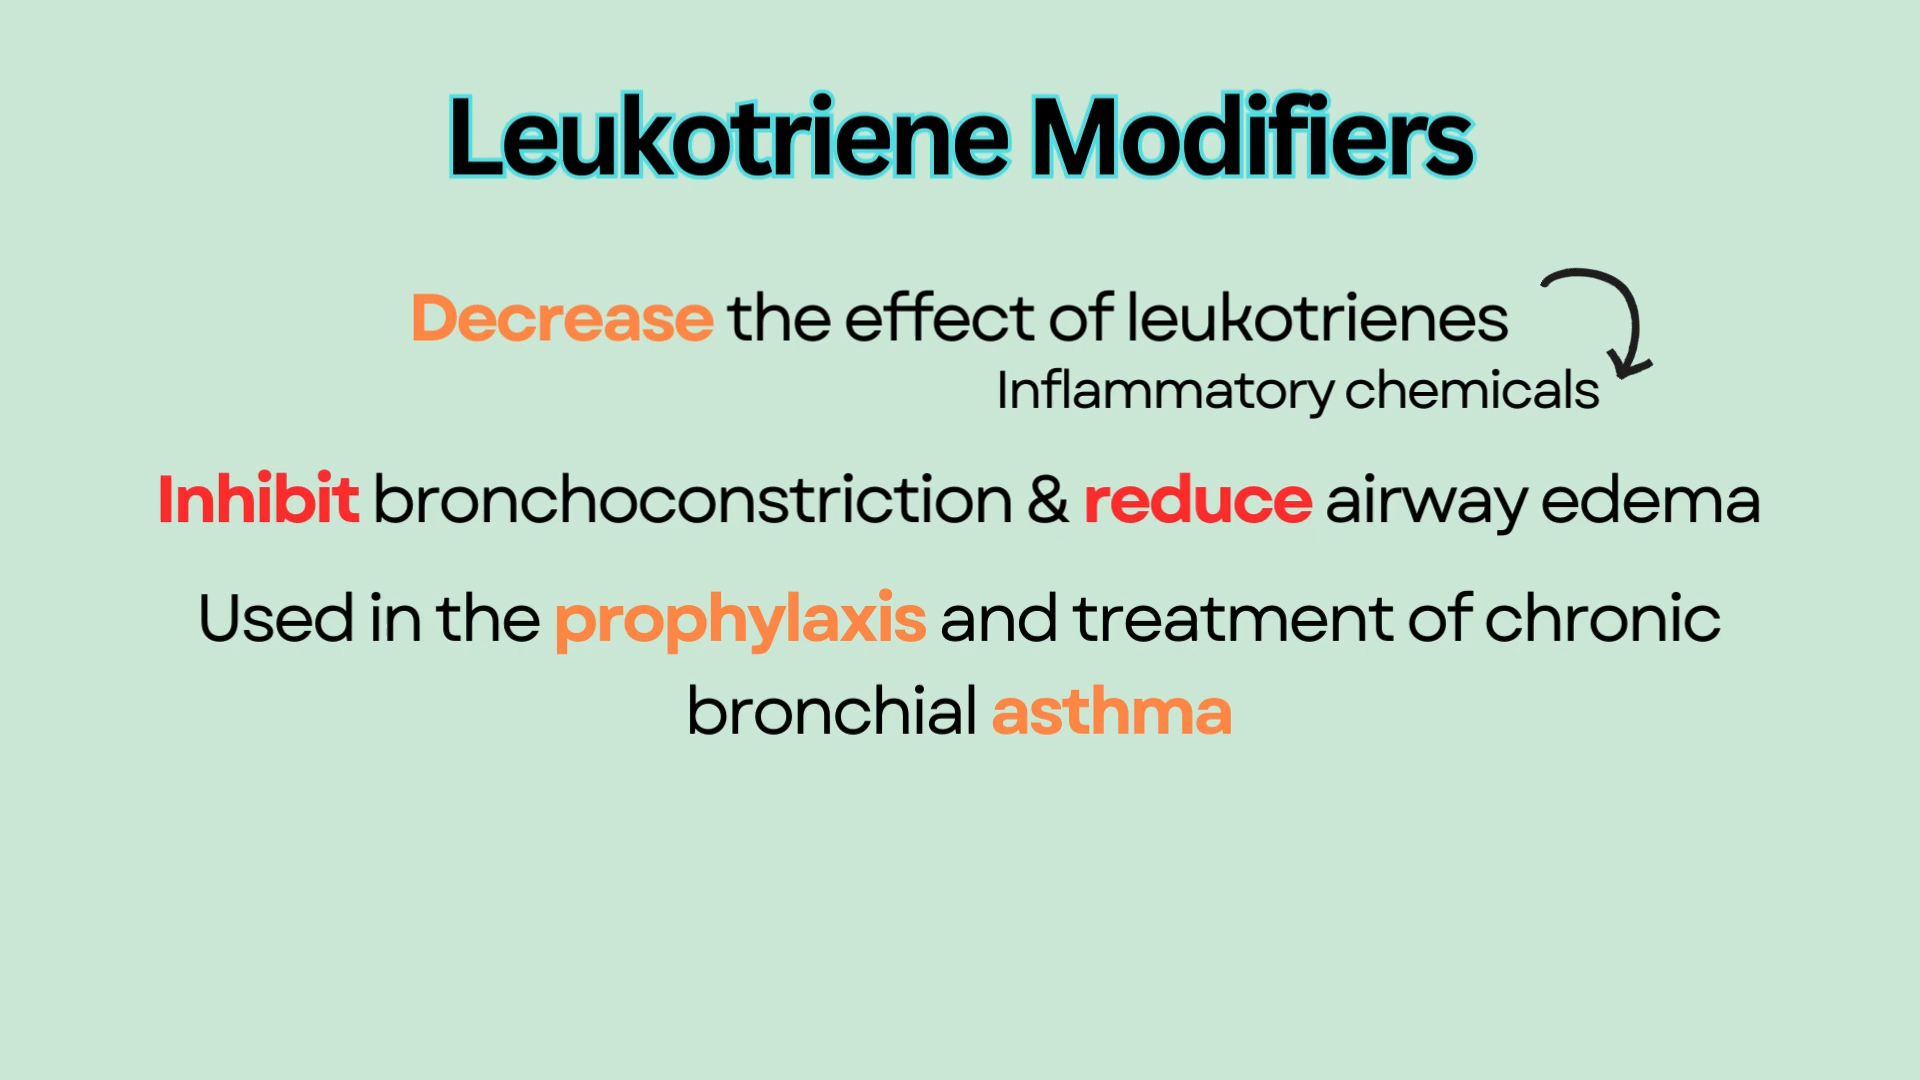 Leukotriene Modifiers
Decrease the effect of leukotrienes
Inflammatory chemicals
Inhibit bronchoconstriction & reduce airway edema
Used in the prophylaxis and treatment of chronic
bronchial asthma